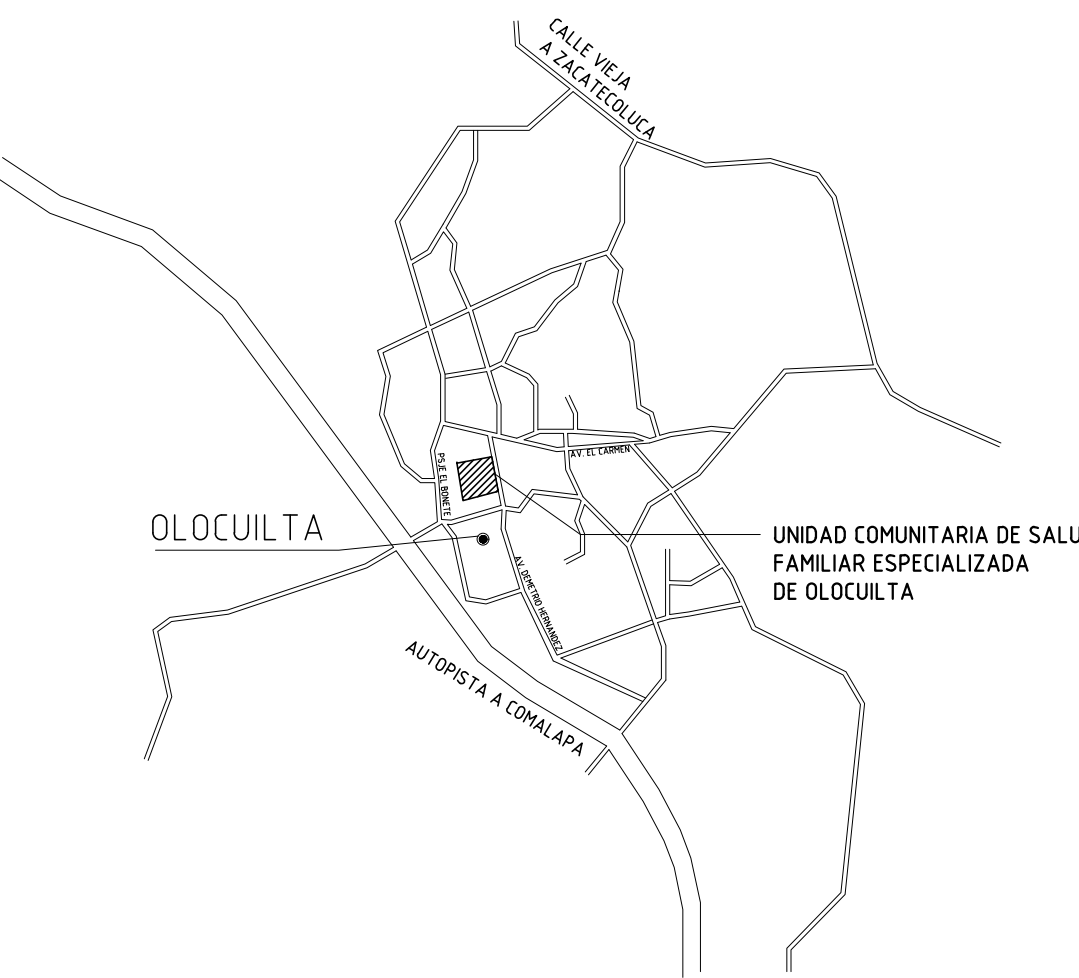 CALLE VIEJA
A ZACATECOLUCA
AV. EL CARMEN
PSJE EL BONETE
OLOCUILTA
UNIDAD COMUNITARIA DE SALU
FAMILIAR ESPECIALIZADA
DE OLOCUILTA
AV. DEMETRIO HERNANDEZ
AUTOPISTA A COMALAPA